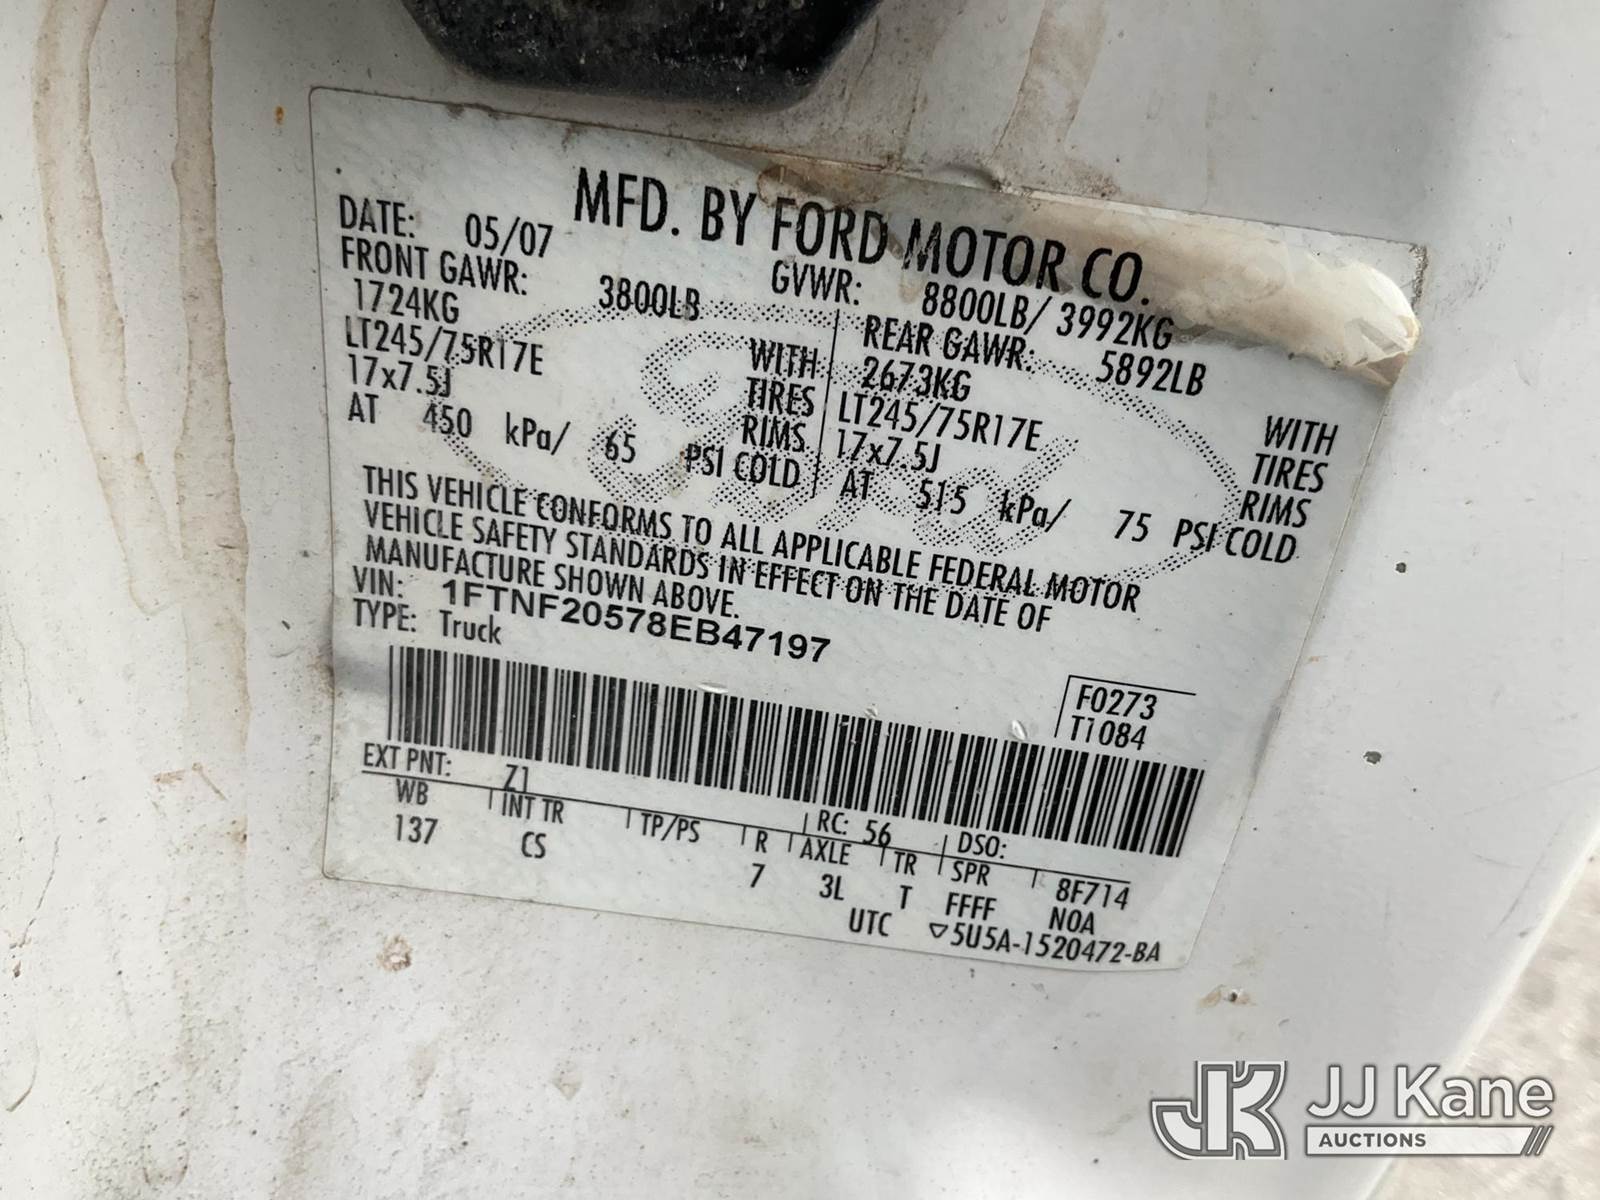 MFD. BY FORD MOTOR CO.
DATE: 05/07 GVWR: 8800LB/ 3992KG
FRONT GAWR: 3800LB REAR GAWR: 5892LB
1724KG WITH 2673KG WITH
LT245/75R17E TIRES LT245/75R17E TIRES
17x7.5J RIMS 17x7.5J RIMS
AT 450 kPa/ 65 PSI COLD AT 515 kPa/ 75 PSI COLD
THIS VEHICLE CONFORMS TO ALL APPLICABLE FEDERAL MOTOR
VEHICLE SAFETY STANDARDS IN EFFECT ON THE DATE OF
MANUFACTURE SHOWN ABOVE.
VIN: 1FTNF20578EB47197
TYPE: Truck
F0273
T1084
EXT PNT: Z1 RC: 56 DSO:
WB INT TR TP/PS R AXLE TR SPR 8F714
137 CS 7 3L T FFFF NOA
UTC ▽5U5A-1520472-BA
JK JJ Kane
AUCTIONS